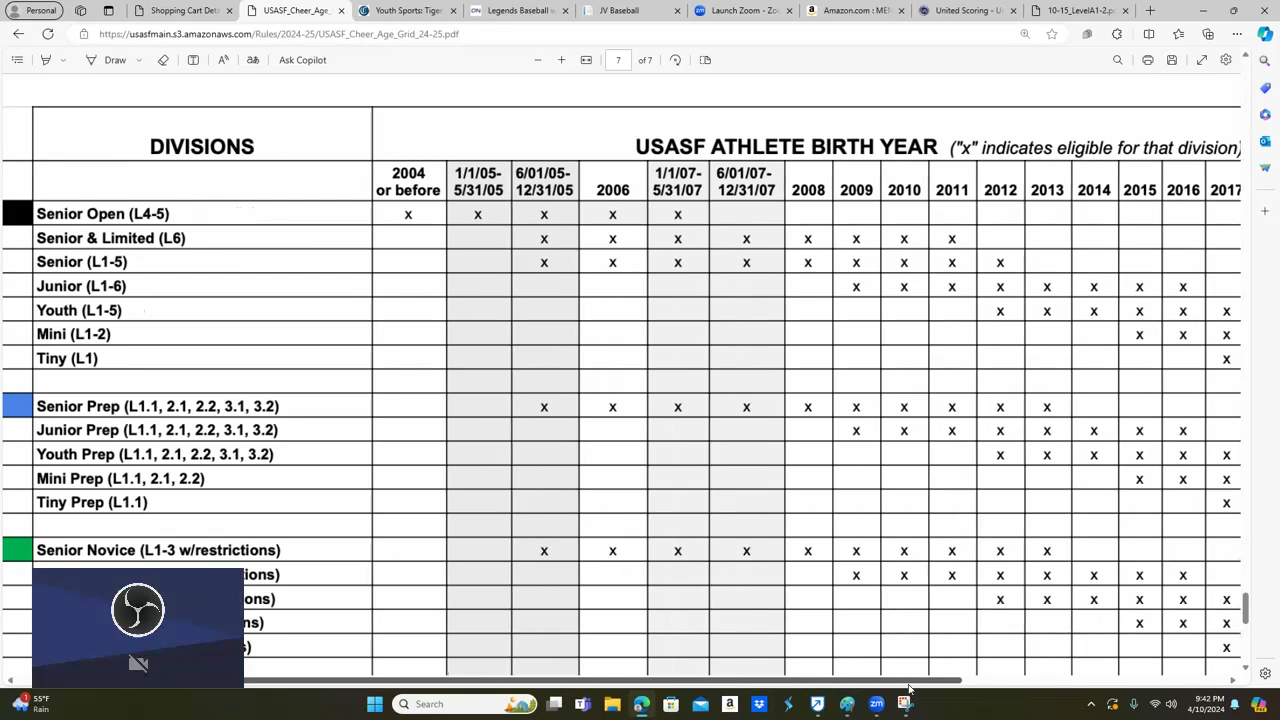 Shopping Cart Det
USASF_Cheer_Age_
Youth Sports: Tiger
Legends Baseball v
JV Baseball
Launch Zoom - Zo
Amazon.com : MEN
United Scoring - U
10-15_LevelA1-2.p
https://usasfmain.s3.amazonaws.com/Rules/2024-25/USASF_Cheer_Age_Grid_24-25.pdf
Draw Ask Copilot 7 of 7
DIVISIONS USASF ATHLETE BIRTH YEAR ("x" indicates eligible for that division)
2004 or before 1/1/05-5/31/05 6/01/05-12/31/05 2006 1/1/07-5/31/07 6/01/07-12/31/07 2008 2009 2010 2011 2012 2013 2014 2015 2016 2017
Senior Open (L4-5) x x x x x
Senior & Limited (L6) x x x x x x x x
Senior (L1-5) x x x x x x x x x
Junior (L1-6) x x x x x x x x
Youth (L1-5) x x x x x x
Mini (L1-2) x x x
Tiny (L1) x
Senior Prep (L1.1, 2.1, 2.2, 3.1, 3.2) x x x x x x x x x x
Junior Prep (L1.1, 2.1, 2.2, 3.1, 3.2) x x x x x x x x
Youth Prep (L1.1, 2.1, 2.2, 3.1, 3.2) x x x x x x
Mini Prep (L1.1, 2.1, 2.2) x x x
Tiny Prep (L1.1) x
Senior Novice (L1-3 w/restrictions) x x x x x x x x x x
tions) x x x x x x x x
ons) x x x x x x
ns) x x x
s) x
55°F
Rain
Search
9:42 PM
4/10/2024